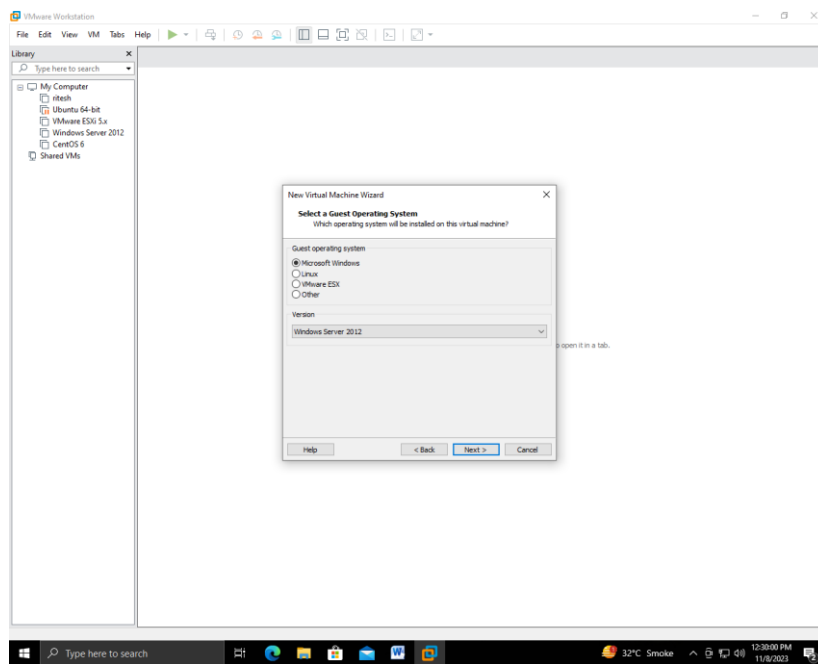 VMware Workstation
File Edit View VM Tabs Help
Library
Type here to search
My Computer
ritesh
Ubuntu 64-bit
VMware ESXi 5.x
Windows Server 2012
CentOS 6
Shared VMs
New Virtual Machine Wizard
Select a Guest Operating System
Which operating system will be installed on this virtual machine?
Guest operating system
Microsoft Windows
Linux
VMware ESX
Other
Version
Windows Server 2012
o open it in a tab.
Help < Back Next > Cancel
Type here to search
32°C Smoke
12:30:00 PM
11/8/2023